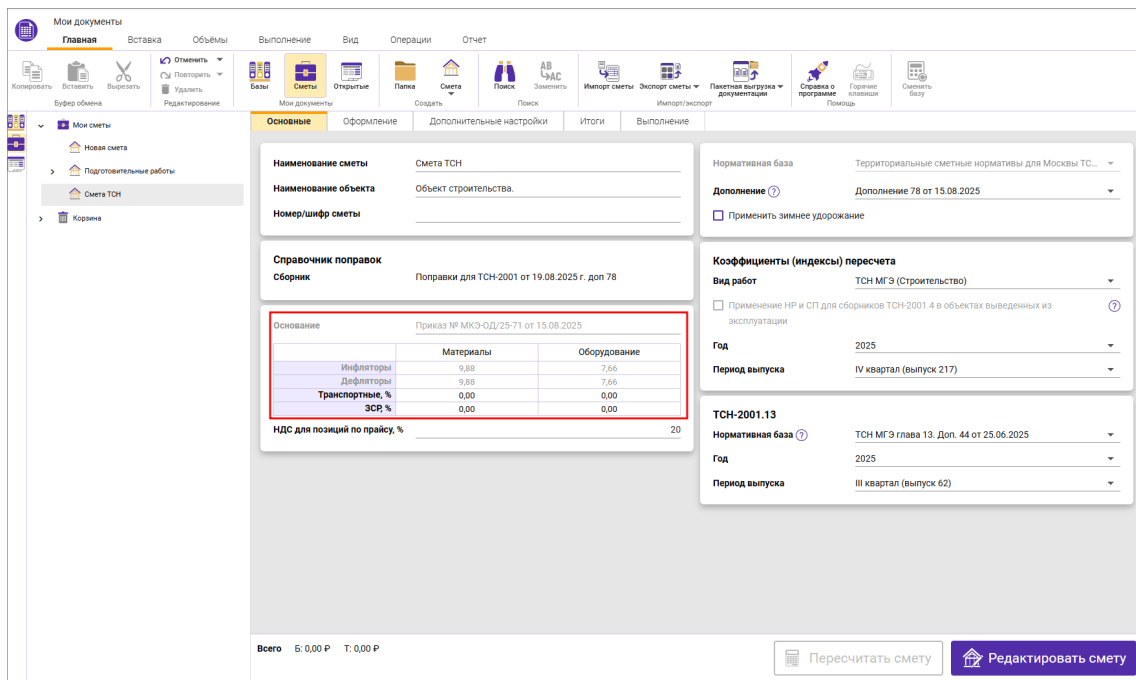 Мои документы
Главная Вставка Объёмы Выполнение Вид Операции Отчет
Копировать Вставить Вырезать Отменить Повторить Удалить Базы Сметы Открытые Папка Смета Поиск Заменить Импорт сметы Экспорт сметы Пакетная выгрузка документации Справка о программе Горячие клавиши Сменить базу
AB
AC
Буфер обмена Редактирование Мои документы Создать Поиск Импорт/экспорт Помощь
Мои сметы
Новая смета
Подготовительные работы
Смета ТСН
Корзина
Основные Оформление Дополнительные настройки Итоги Выполнение
Наименование сметы Смета ТСН
Наименование объекта Объект строительства.
Номер/шифр сметы
Справочник поправок
Сборник Поправки для ТСН-2001 от 19.08.2025 г. доп 78
Основание Приказ № МКЭ-ОД/25-71 от 15.08.2025
Материалы Оборудование
Инфляторы 9,88 7,66
Дефляторы 9,88 7,66
Транспортные, % 0,00 0,00
ЗСР, % 0,00 0,00
НДС для позиций по прайсу, % 20
Нормативная база Территориальные сметные нормативы для Москвы ТС...
Дополнение ? Дополнение 78 от 15.08.2025
Применить зимнее удорожание
Коэффициенты (индексы) пересчета
Вид работ ТСН МГЭ (Строительство)
Применение НР и СП для сборников ТСН-2001.4 в объектах выведенных из ?
эксплуатации
Год 2025
Период выпуска IV квартал (выпуск 217)
ТСН-2001.13
Нормативная база ? ТСН МГЭ глава 13. Доп. 44 от 25.06.2025
Год 2025
Период выпуска III квартал (выпуск 62)
Всего Б: 0,00 ₽ Т: 0,00 ₽
Пересчитать смету Редактировать смету